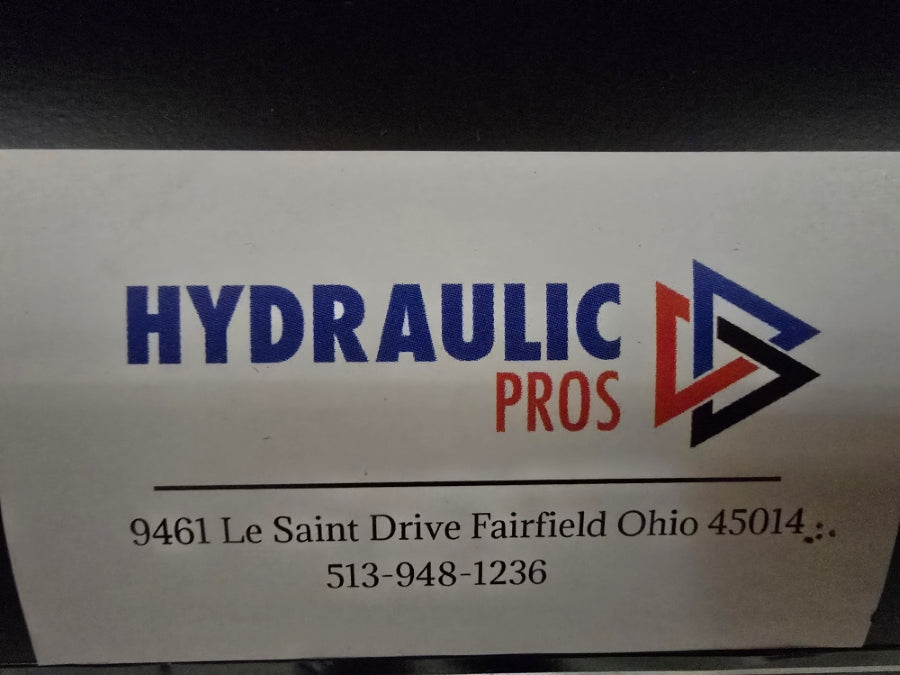 HYDRAULIC
PROS
9461 Le Saint Drive Fairfield Ohio 45014
513-948-1236